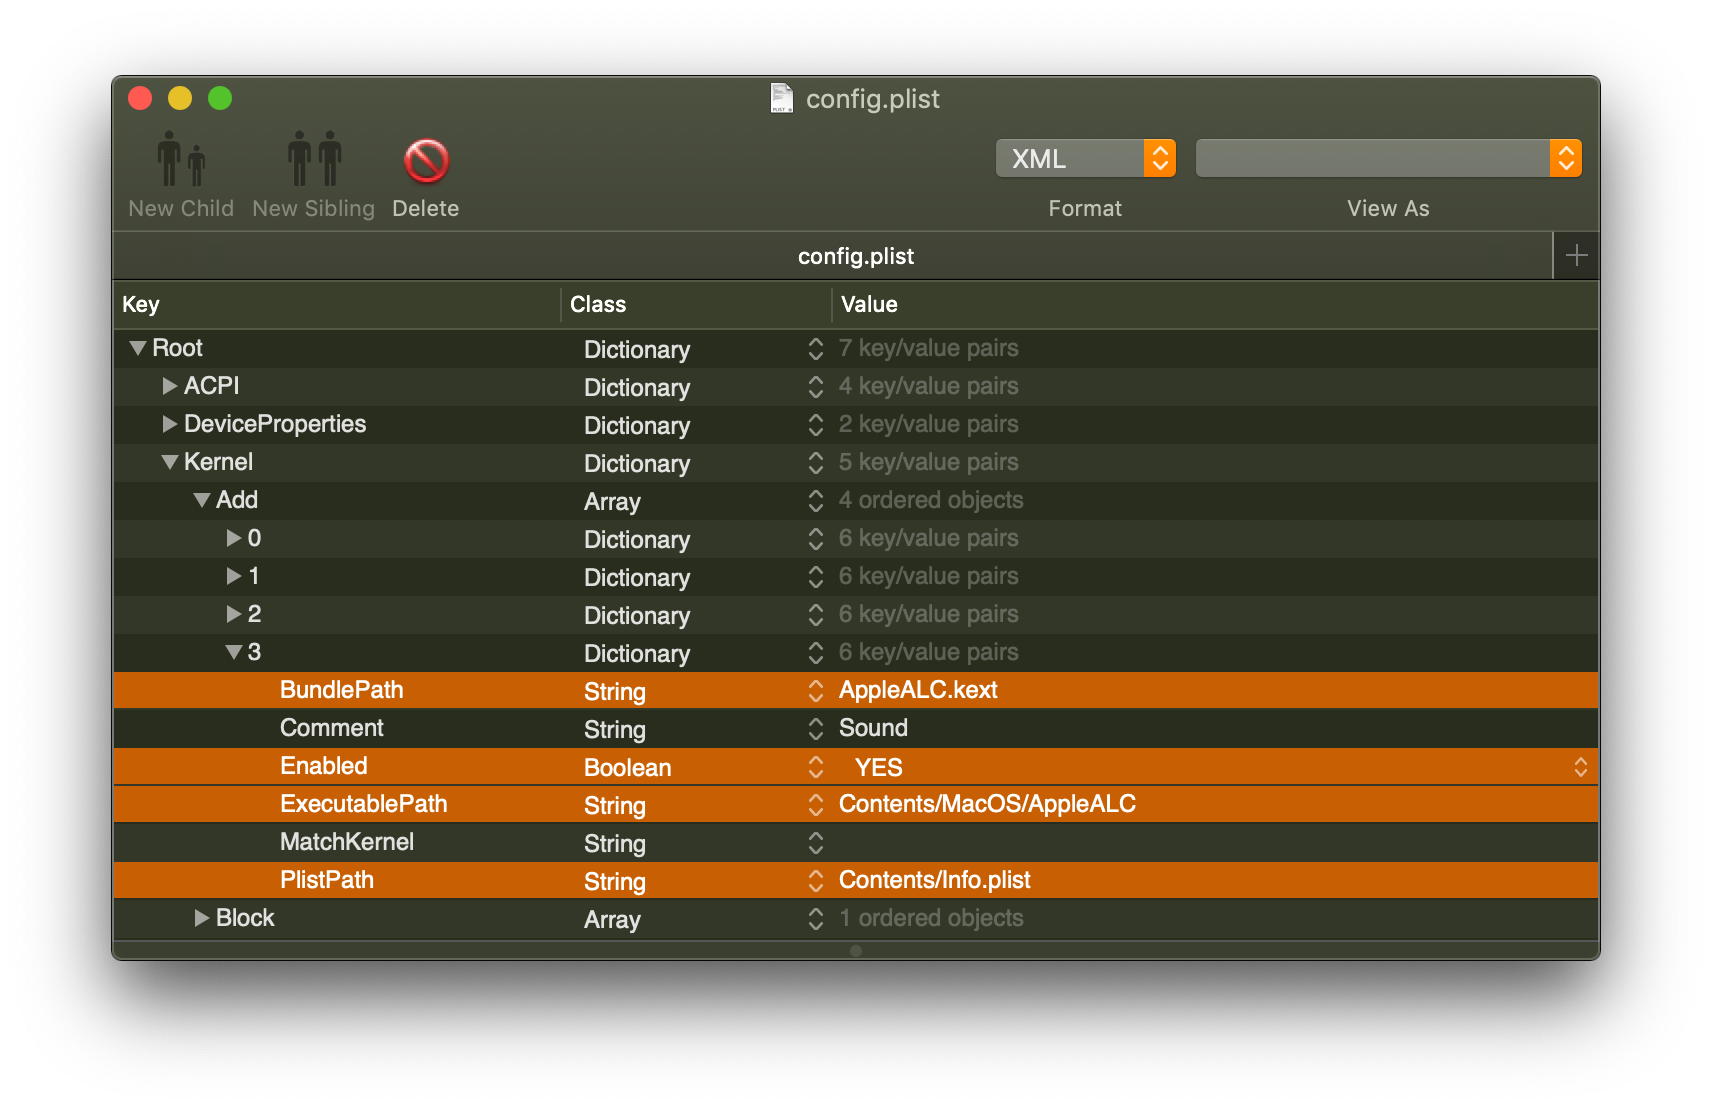 config.plist
XML
New Child New Sibling Delete Format View As
config.plist
Key Class Value
Root Dictionary 7 key/value pairs
ACPI Dictionary 4 key/value pairs
DeviceProperties Dictionary 2 key/value pairs
Kernel Dictionary 5 key/value pairs
Add Array 4 ordered objects
0 Dictionary 6 key/value pairs
1 Dictionary 6 key/value pairs
2 Dictionary 6 key/value pairs
3 Dictionary 6 key/value pairs
BundlePath String AppleALC.kext
Comment String Sound
Enabled Boolean YES
ExecutablePath String Contents/MacOS/AppleALC
MatchKernel String
PlistPath String Contents/Info.plist
Block Array 1 ordered objects